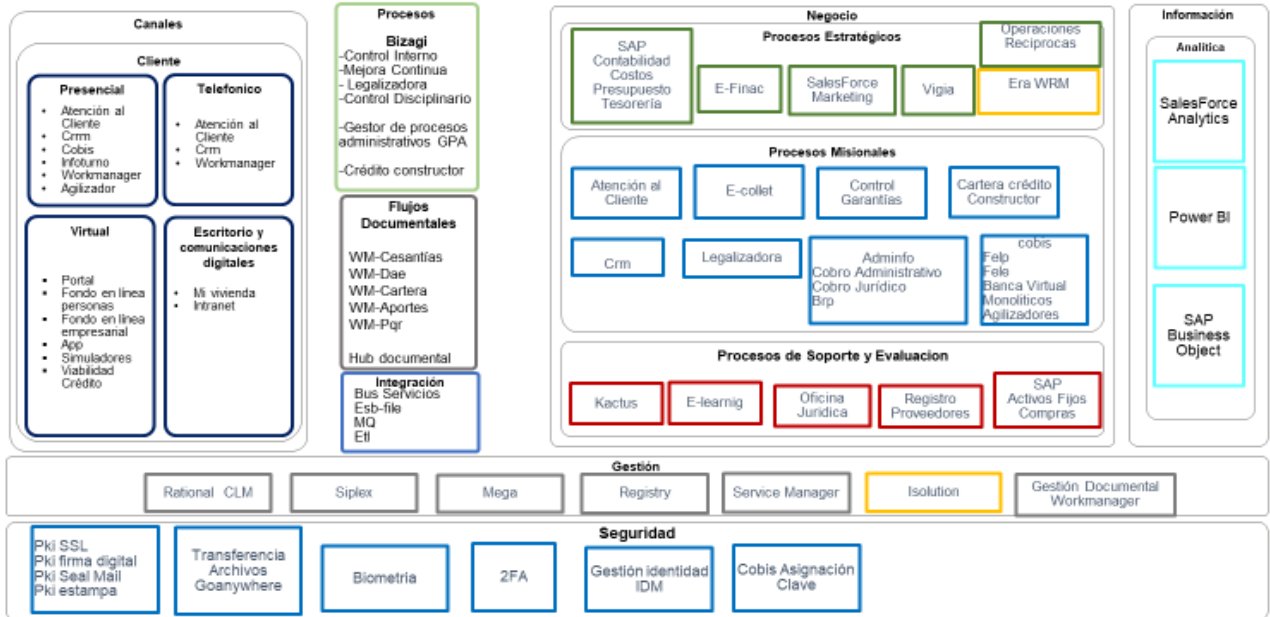 Canales
Cliente
Presencial
• Atención al
Cliente
• Crrm
• Cobis
• Infoturno
• Workmanager
• Agilizador
Telefonico
• Atención al
Cliente
• Crm
• Workmanager
Virtual
▪ Portal
▪ Fondo en línea
personas
▪ Fondo en línea
empresarial
▪ App
▪ Simuladores
▪ Viabilidad
Crédito
Escritorio y
comunicaciones
digitales
• Mi vivienda
• Intranet
Procesos
Bizagi
-Control Interno
-Mejora Continua
- Legalizadora
-Control Disciplinario
-Gestor de procesos
administrativos GPA
-Crédito constructor
Flujos
Documentales
WM-Cesantías
WM-Dae
WM-Cartera
WM-Aportes
WM-Pqr
Hub documental
Integración
Bus Servicios
Esb-file
MQ
Etl
Negocio
Procesos Estratégicos
SAP
Contabilidad
Costos
Presupuesto
Tesorería
E-Finac
SalesForce
Marketing
Vigia
Operaciones
Reciprocas
Era WRM
Procesos Misionales
Atención al
Cliente
E-collet
Control
Garantías
Cartera crédito
Constructor
Crm
Legalizadora
Adminfo
Cobro Administrativo
Cobro Jurídico
Brp
cobis
Felp
Fele
Banca Virtual
Monolíticos
Agilizadores
Procesos de Soporte y Evaluacion
Kactus
E-learnig
Oficina
Juridica
Registro
Proveedores
SAP
Activos Fijos
Compras
Información
Analítica
SalesForce
Analytics
Power BI
SAP
Business
Object
Gestión
Rational CLM
Siplex
Mega
Registry
Service Manager
Isolution
Gestión Documental
Workmanager
Seguridad
Pki SSL
Pki firma digital
Pki Seal Mail
Pki estampa
Transferencia
Archivos
Goanywhere
Biometria
2FA
Gestión identidad
IDM
Cobis Asignación
Clave